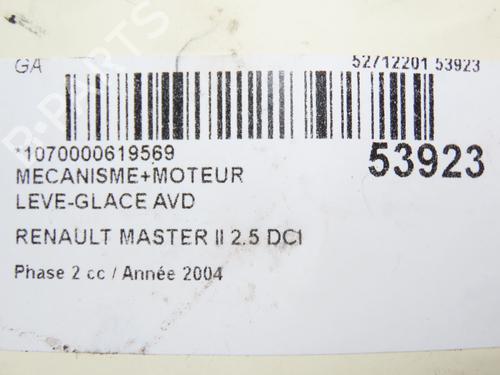 GA
52712201 53923
*1070000619569
53923
MECANISME+MOTEUR
LEVE-GLACE AVD
RENAULT MASTER II 2.5 DCI
Phase 2 cc / Année 2004
B-PARTS